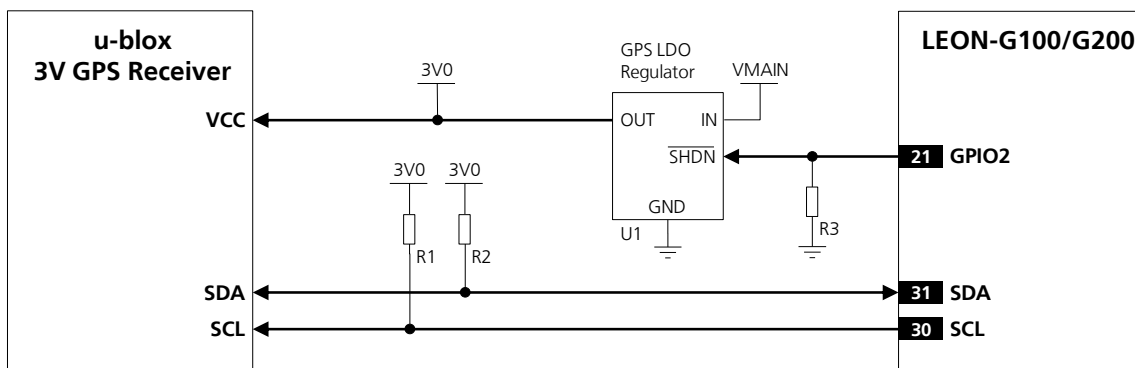 u-blox
3V GPS Receiver
LEON-G100/G200
GPS LDO
Regulator
VMAIN
3V0
VCC
OUT
IN
SHDN
21 GPIO2
3V0
3V0
GND
U1
R3
R1
R2
SDA
31 SDA
SCL
30 SCL